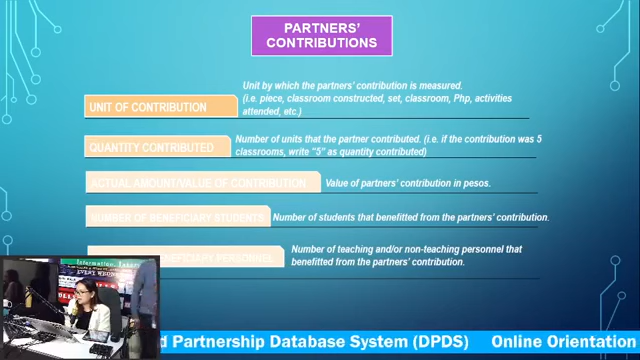 PARTNERS'
CONTRIBUTIONS
UNIT OF CONTRIBUTION
Unit by which the partners' contribution is measured.
(i.e. piece, classroom constructed, set, classroom, Php, activities
attended, etc.)
QUANTITY CONTRIBUTED
Number of units that the partner contributed. (i.e. if the contribution was 5
classrooms, write "5" as quantity contributed)
ACTUAL AMOUNT/VALUE OF CONTRIBUTION
Value of partners' contribution in pesos.
NUMBER OF BENEFICIARY STUDENTS
Number of students that benefitted from the partners' contribution.
PERSONNEL
Number of teaching and/or non-teaching personnel that
benefitted from the partners' contribution.
d Partnership Database System (DPDS) Online Orientation